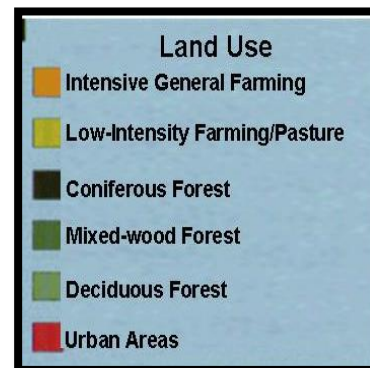 Land Use
Intensive General Farming
Low-Intensity Farming/Pasture
Coniferous Forest
Mixed-wood Forest
Deciduous Forest
Urban Areas